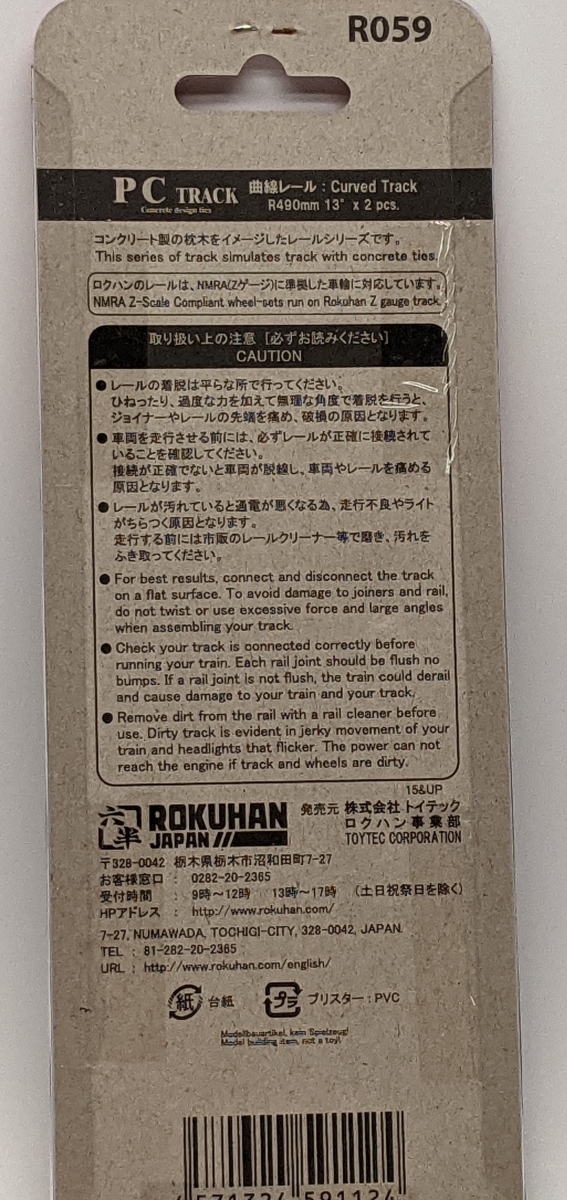 R059
PC TRACK
Concrete design ties
曲線レール : Curved Track
R490mm 13° x 2 pcs.
コンクリート製の枕木をイメージしたレールシリーズです。
This series of track simulates track with concrete ties.
ロクハンのレールは、NMRA(Zゲージ)に準拠した車輪に対応しています。
NMRA Z-Scale Compliant wheel-sets run on Rokuhan Z gauge track.
取り扱い上の注意 [必ずお読みください]
CAUTION
● レールの着脱は平らな所で行ってください。
ひねったり、過度な力を加えて無理な角度で着脱を行うと、
ジョイナーやレールの先端を痛め、破損の原因となります。
● 車両を走行させる前には、必ずレールが正確に接続されて
いることを確認してください。
接続が正確でないと車両が脱線し、車両やレールを痛める
原因となります。
● レールが汚れていると通電が悪くなる為、走行不良やライト
がちらつく原因となります。
走行する前には市販のレールクリーナー等で磨き、汚れを
ふき取ってください。
● For best results, connect and disconnect the track
on a flat surface. To avoid damage to joiners and rail,
do not twist or use excessive force and large angles
when assembling your track.
● Check your track is connected correctly before
running your train. Each rail joint should be flush no
bumps. If a rail joint is not flush, the train could derail
and cause damage to your train and your track.
● Remove dirt from the rail with a rail cleaner before
use. Dirty track is evident in jerky movement of your
train and headlights that flicker. The power can not
reach the engine if track and wheels are dirty.
15&UP
六半 ROKUHAN
JAPAN
発売元 株式会社 トイテック
ロクハン事業部
TOYTEC CORPORATION
〒328-0042 栃木県栃木市沼和田町7-27
お客様窓口 : 0282-20-2365
受付時間 : 9時〜12時 13時〜17時 (土日祝祭日を除く)
HPアドレス : http://www.rokuhan.com/
7-27, NUMAWADA, TOCHIGI-CITY, 328-0042, JAPAN.
TEL : 81-282-20-2365
URL : http://www.rokuhan.com/english/
紙 台紙 プラ ブリスター : PVC
Modellbauartikel, kein Spielzeug!
Model building item, not a toy!
4 571324 591124